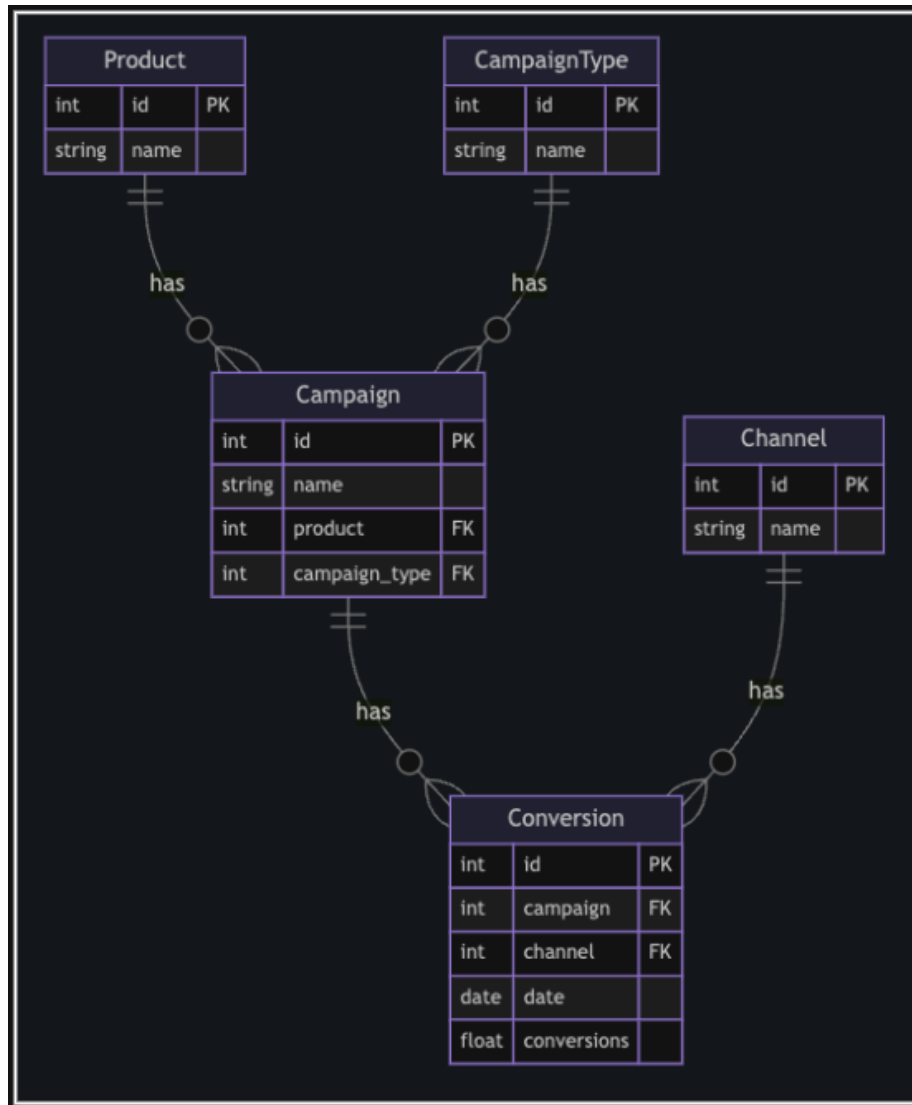 Product
int id PK
string name
CampaignType
int id PK
string name
has
has
Campaign
int id PK
string name
int product FK
int campaign_type FK
Channel
int id PK
string name
has
has
Conversion
int id PK
int campaign FK
int channel FK
date date
float conversions